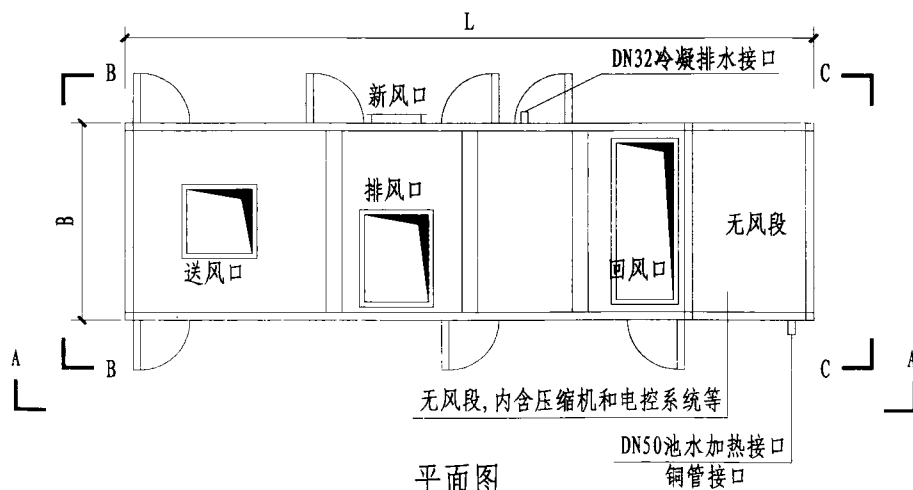 L
B
C
DN32冷凝排水接口
新风口
B
排风口
送风口
回风口
无风段
A
B
C
A
无风段,内含压缩机和电控系统等
DN50池水加热接口
铜管接口
平面图